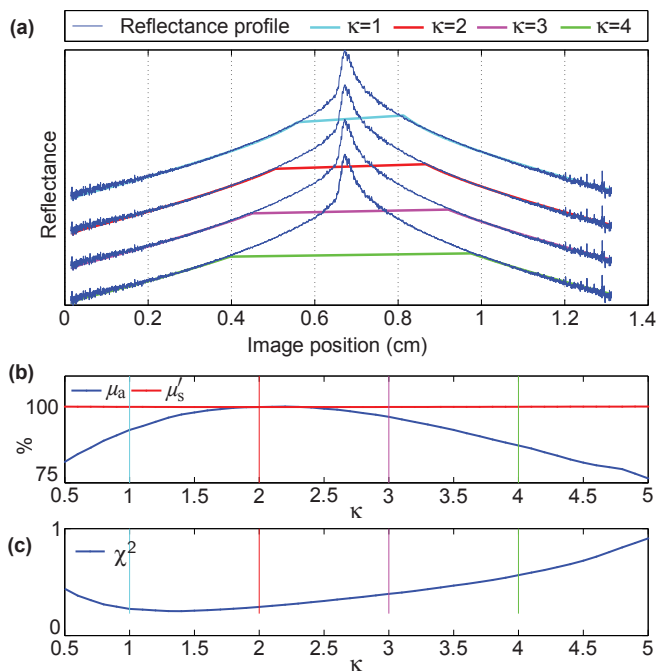 (a)
Reflectance profile κ=1 κ=2 κ=3 κ=4
Reflectance
0 0.2 0.4 0.6 0.8 1 1.2 1.4
Image position (cm)
(b)
μa μ′s
100
%
75
0.5 1 1.5 2 2.5 3 3.5 4 4.5 5
κ
(c)
1
χ²
0
0.5 1 1.5 2 2.5 3 3.5 4 4.5 5
κ